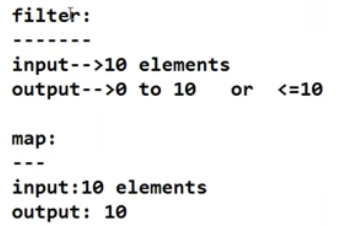 filter:
-------
input-->10 elements
output-->0 to 10   or  <=10
map:
---
input:10 elements
output: 10